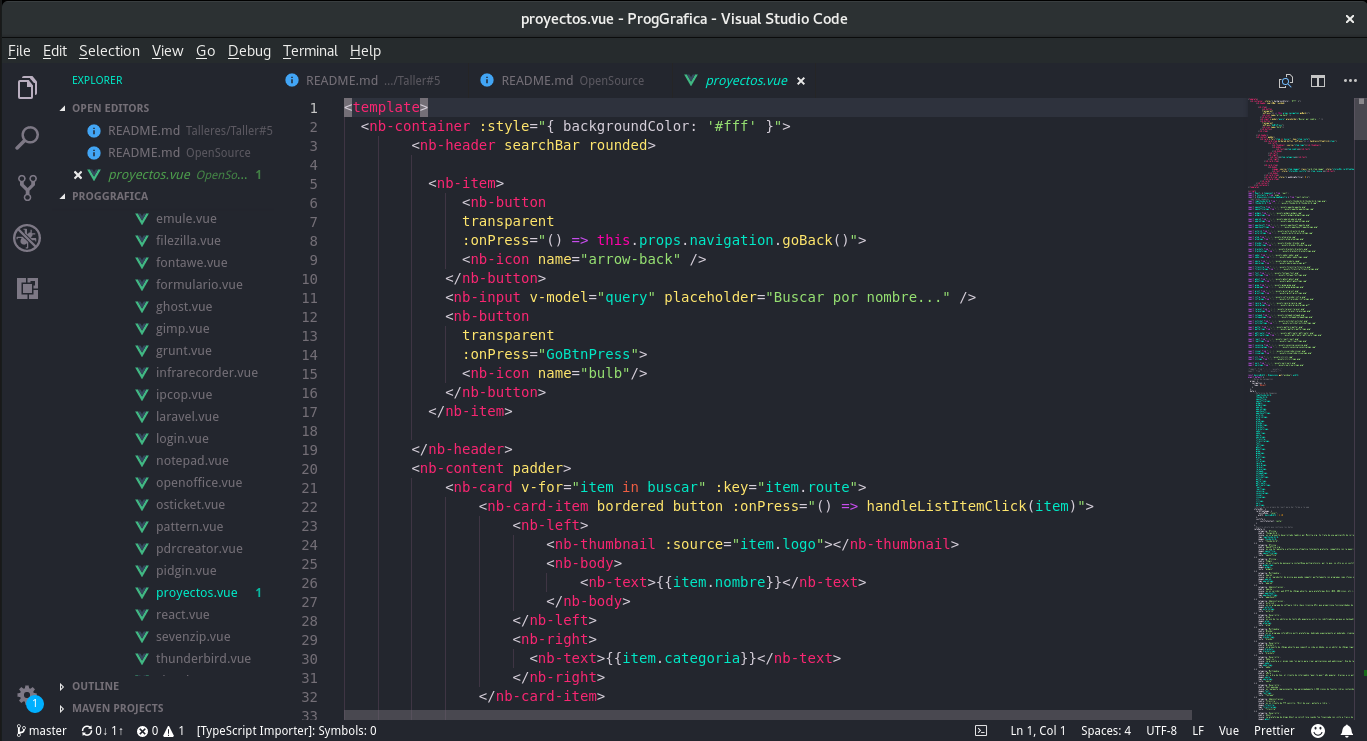 proyectos.vue - ProgGrafica - Visual Studio Code
File Edit Selection View Go Debug Terminal Help
EXPLORER
README.md .../Taller#5 README.md OpenSource proyectos.vue
OPEN EDITORS
README.md Talleres/Taller#5
README.md OpenSource
proyectos.vue OpenSo... 1
PROGGRAFICA
emule.vue
filezilla.vue
fontawe.vue
formulario.vue
ghost.vue
gimp.vue
grunt.vue
infrarecorder.vue
ipcop.vue
laravel.vue
login.vue
notepad.vue
openoffice.vue
osticket.vue
pattern.vue
pdrcreator.vue
pidgin.vue
proyectos.vue 1
react.vue
sevenzip.vue
thunderbird.vue
OUTLINE
MAVEN PROJECTS
1
1 <template>
2 <nb-container :style="{ backgroundColor: '#fff' }">
3 <nb-header searchBar rounded>
4
5 <nb-item>
6 <nb-button
7 transparent
8 :onPress="() => this.props.navigation.goBack()">
9 <nb-icon name="arrow-back" />
10 </nb-button>
11 <nb-input v-model="query" placeholder="Buscar por nombre..." />
12 <nb-button
13 transparent
14 :onPress="GoBtnPress">
15 <nb-icon name="bulb"/>
16 </nb-button>
17 </nb-item>
18
19 </nb-header>
20 <nb-content padder>
21 <nb-card v-for="item in buscar" :key="item.route">
22 <nb-card-item bordered button :onPress="() => handleListItemClick(item)">
23 <nb-left>
24 <nb-thumbnail :source="item.logo"></nb-thumbnail>
25 <nb-body>
26 <nb-text>{{item.nombre}}</nb-text>
27 </nb-body>
28 </nb-left>
29 <nb-right>
30 <nb-text>{{item.categoria}}</nb-text>
31 </nb-right>
32 </nb-card-item>
33
master 0↓ 1↑ 0 1 [TypeScript Importer]: Symbols: 0 Ln 1, Col 1 Spaces: 4 UTF-8 LF Vue Prettier